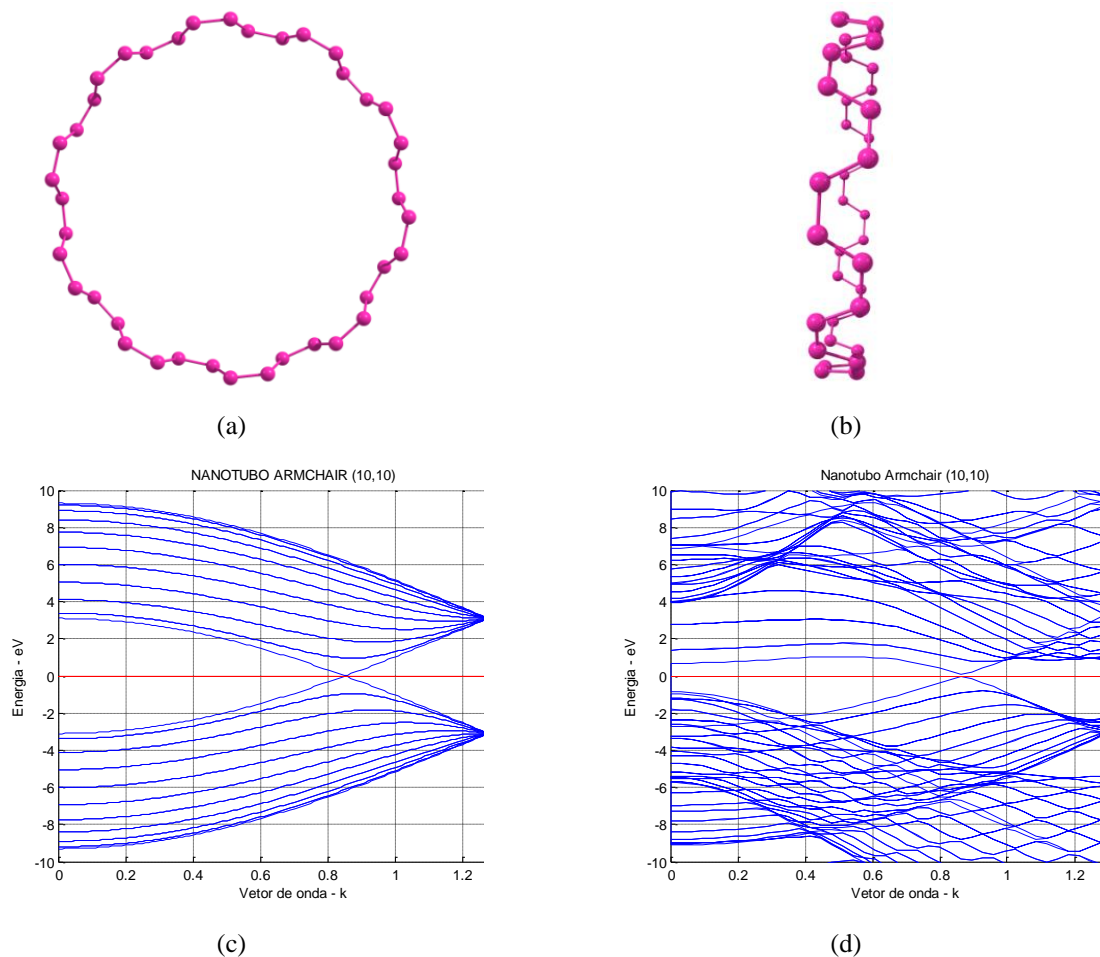 (a)
(b)
NANOTUBO ARMCHAIR (10,10)
10
8
6
4
2
0
-2
-4
-6
-8
-10
Energia - eV
0 0.2 0.4 0.6 0.8 1 1.2
Vetor de onda - k
(c)
Nanotubo Armchair (10,10)
10
8
6
4
2
0
-2
-4
-6
-8
-10
Energia - eV
0 0.2 0.4 0.6 0.8 1 1.2
Vetor de onda - k
(d)